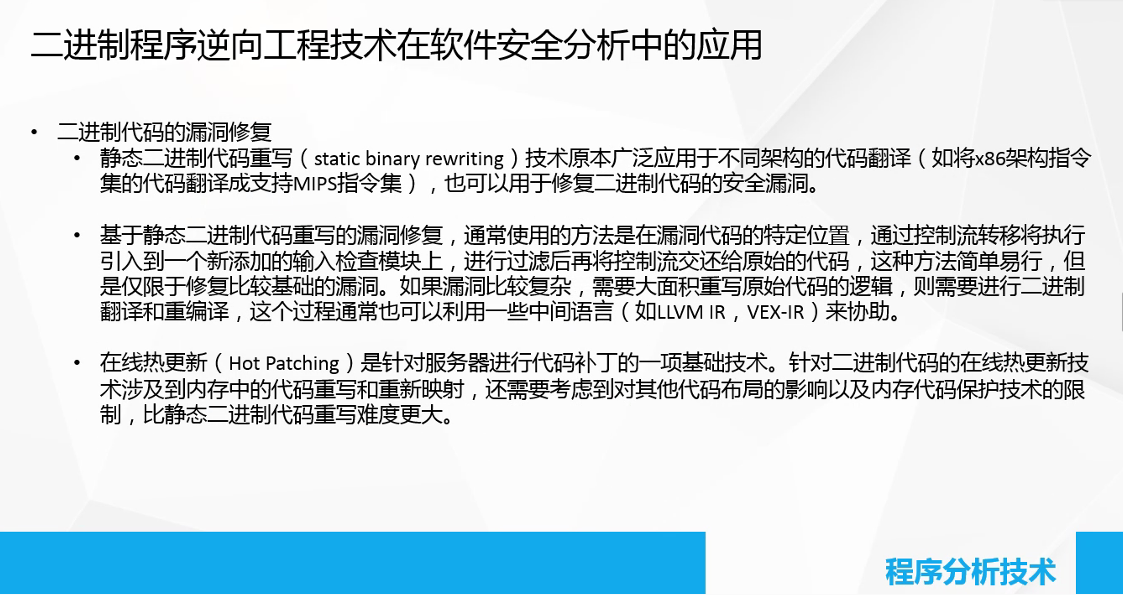 二进制程序逆向工程技术在软件安全分析中的应用
• 二进制代码的漏洞修复
• 静态二进制代码重写（static binary rewriting）技术原本广泛应用于不同架构的代码翻译（如将x86架构指令
集的代码翻译成支持MIPS指令集），也可以用于修复二进制代码的安全漏洞。
• 基于静态二进制代码重写的漏洞修复，通常使用的方法是在漏洞代码的特定位置，通过控制流转移将执行
引入到一个新添加的输入检查模块上，进行过滤后再将控制流交还给原始的代码，这种方法简单易行，但
是仅限于修复比较基础的漏洞。如果漏洞比较复杂，需要大面积重写原始代码的逻辑，则需要进行二进制
翻译和重编译，这个过程通常也可以利用一些中间语言（如LLVM IR，VEX-IR）来协助。
• 在线热更新（Hot Patching）是针对服务器进行代码补丁的一项基础技术。针对二进制代码的在线热更新技
术涉及到内存中的代码重写和重新映射，还需要考虑到对其他代码布局的影响以及内存代码保护技术的限
制，比静态二进制代码重写难度更大。
程序分析技术